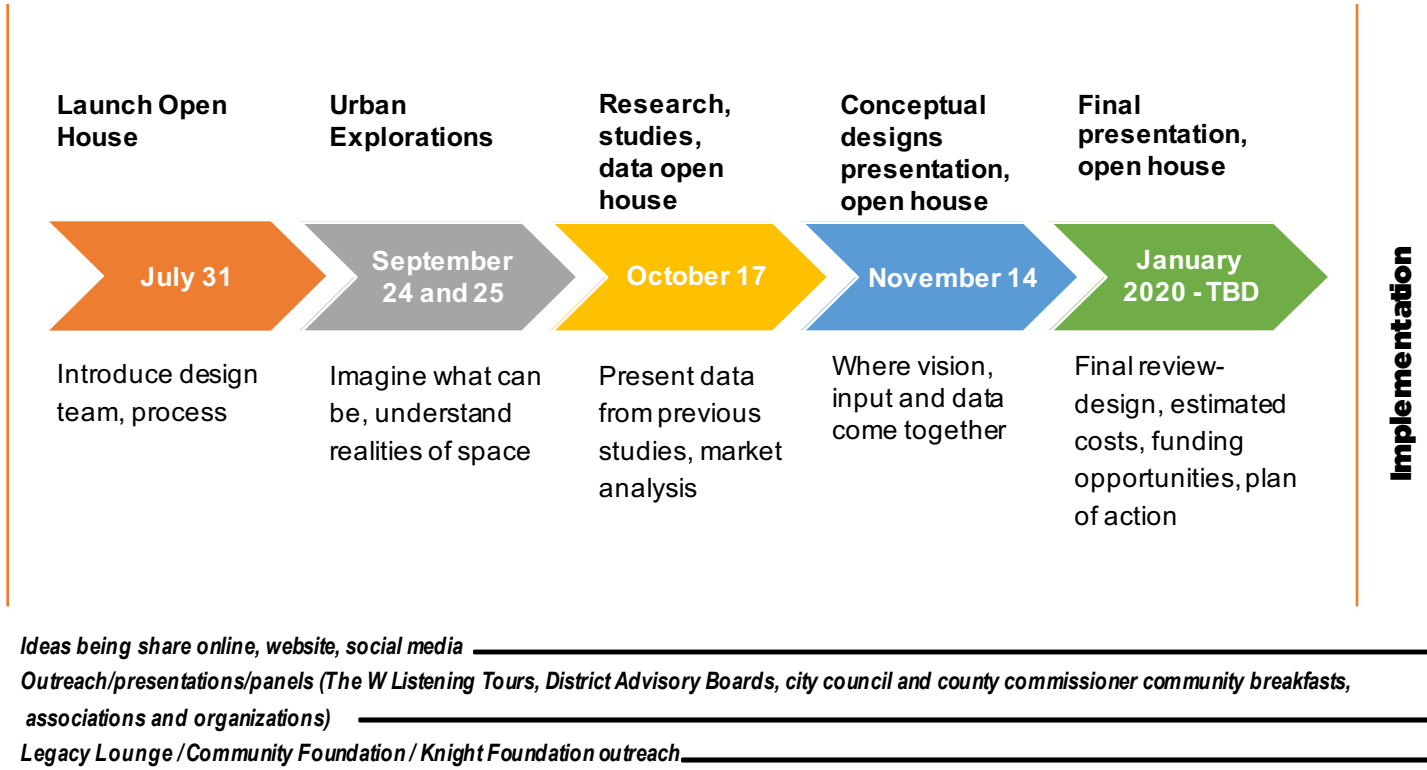 Launch Open
House
Urban
Explorations
Research,
studies,
data open
house
Conceptual
designs
presentation,
open house
Final
presentation,
open house
July 31
September
24 and 25
October 17
November 14
January
2020 - TBD
Introduce design
team, process
Imagine what can
be, understand
realities of space
Present data
from previous
studies, market
analysis
Where vision,
input and data
come together
Final review-
design, estimated
costs, funding
opportunities, plan
of action
Implementation
Ideas being share online, website, social media
Outreach/presentations/panels (The W Listening Tours, District Advisory Boards, city council and county commissioner community breakfasts,
associations and organizations)
Legacy Lounge / Community Foundation / Knight Foundation outreach